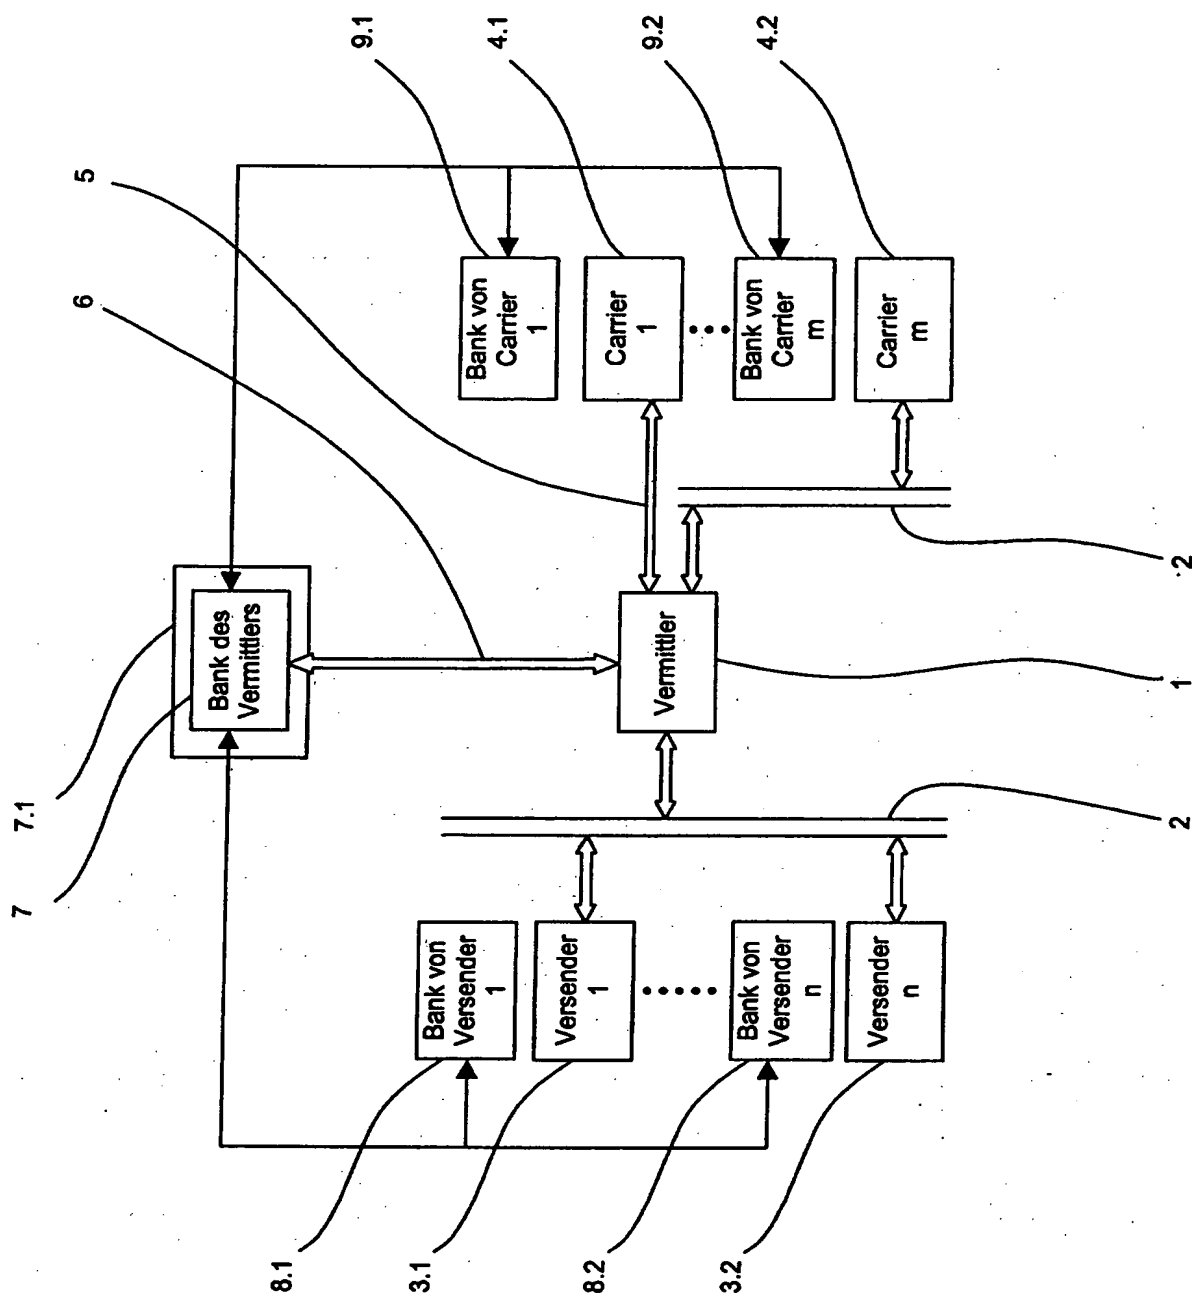 7
7.1
6
5
Bank des
Vermittlers
8.1
9.1
3.1
Bank von
Versender
1
Bank von
Carrier
1
4.1
Versender
1
Carrier
1
8.2
9.2
Vermittler
3.2
Bank von
Versender
n
Bank von
Carrier
m
4.2
Versender
n
Carrier
m
2
1
2